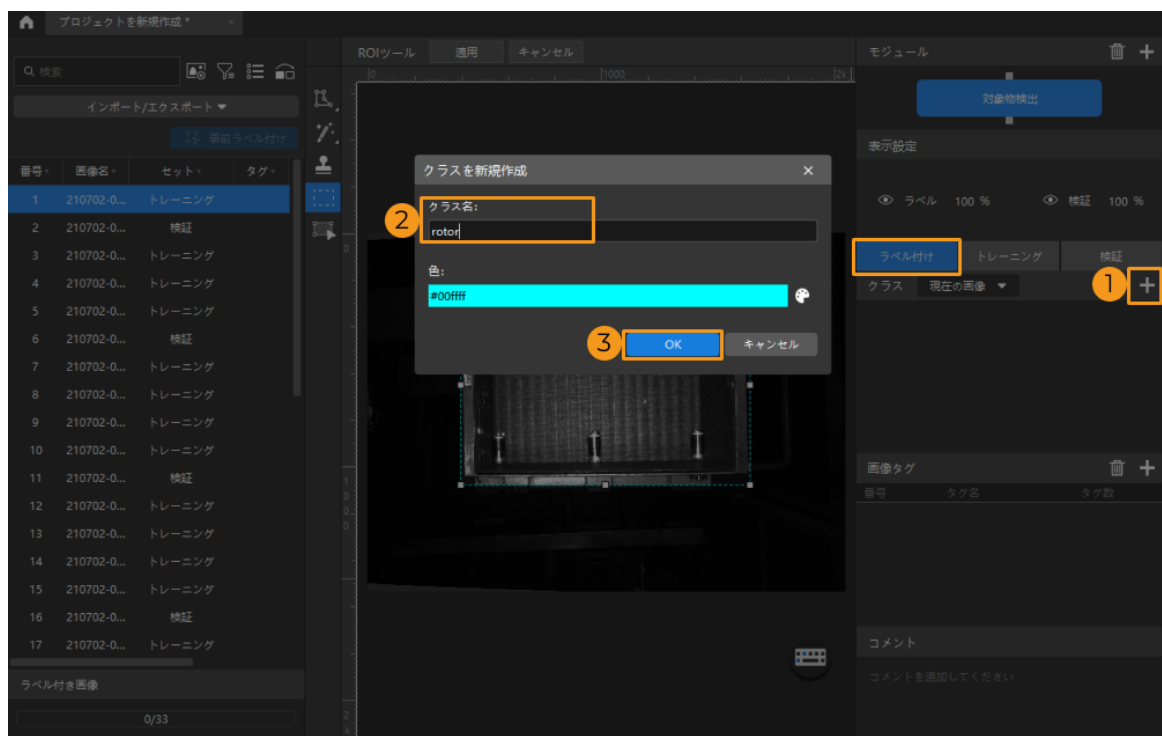 プロジェクトを新規作成 * ×
検索
インポート/エクスポート
事前ラベル付け
番号 画像名 セット タグ
1 210702-0... トレーニング
2 210702-0... 検証
3 210702-0... トレーニング
4 210702-0... トレーニング
5 210702-0... トレーニング
6 210702-0... 検証
7 210702-0... トレーニング
8 210702-0... トレーニング
9 210702-0... トレーニング
10 210702-0... トレーニング
11 210702-0... 検証
12 210702-0... トレーニング
13 210702-0... トレーニング
14 210702-0... トレーニング
15 210702-0... トレーニング
16 210702-0... 検証
17 210702-0... トレーニング
ラベル付き画像
0/33
ROIツール 適用 キャンセル
0 1000 2k
0
1000
2k
クラスを新規作成 ×
2 クラス名:
rotor
色:
#00ffff
3 OK キャンセル
モジュール
対象物検出
表示設定
ラベル 100 % 検証 100 %
ラベル付け トレーニング 検証
クラス 現在の画像 1 +
画像タグ
番号 タグ名 タグ数
コメント
コメントを追加してください